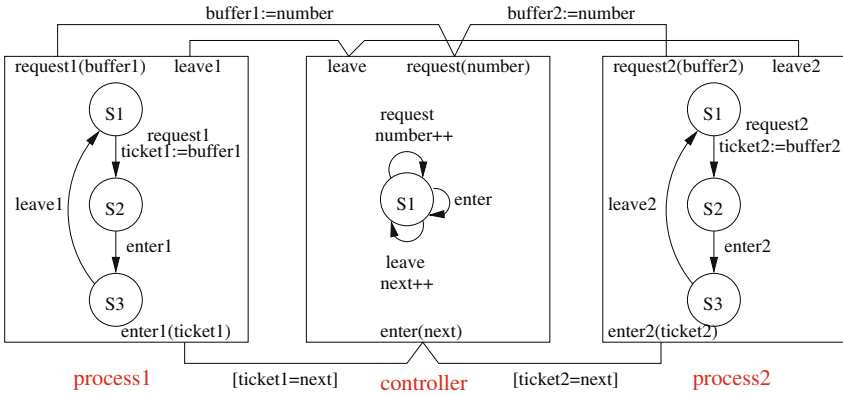 buffer1:=number
buffer2:=number
request1(buffer1)
leave1
leave
request(number)
request2(buffer2)
leave2
S1
request1
ticket1:=buffer1
leave1
S2
enter1
S3
enter1(ticket1)
request
number++
S1
enter
leave
next++
enter(next)
S1
request2
ticket2:=buffer2
leave2
S2
enter2
S3
enter2(ticket2)
process1
[ticket1=next]
controller
[ticket2=next]
process2